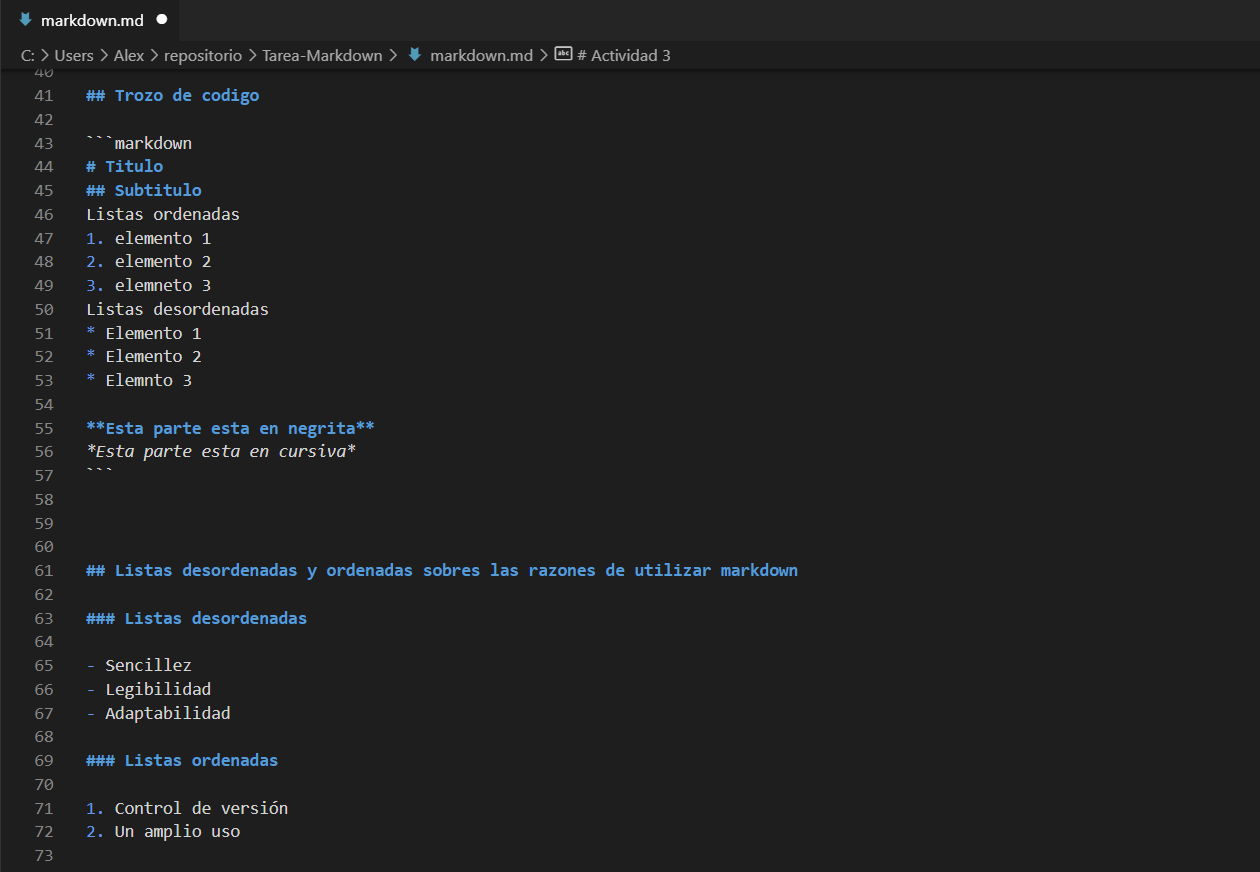 markdown.md
C: > Users > Alex > repositorio > Tarea-Markdown > markdown.md > abc # Actividad 3
40
41 ## Trozo de codigo
42
43 ```markdown
44 # Titulo
45 ## Subtitulo
46 Listas ordenadas
47 1. elemento 1
48 2. elemento 2
49 3. elemneto 3
50 Listas desordenadas
51 * Elemento 1
52 * Elemento 2
53 * Elemnto 3
54
55 **Esta parte esta en negrita**
56 *Esta parte esta en cursiva*
57 ```
58
59
60
61 ## Listas desordenadas y ordenadas sobres las razones de utilizar markdown
62
63 ### Listas desordenadas
64
65 - Sencillez
66 - Legibilidad
67 - Adaptabilidad
68
69 ### Listas ordenadas
70
71 1. Control de versión
72 2. Un amplio uso
73